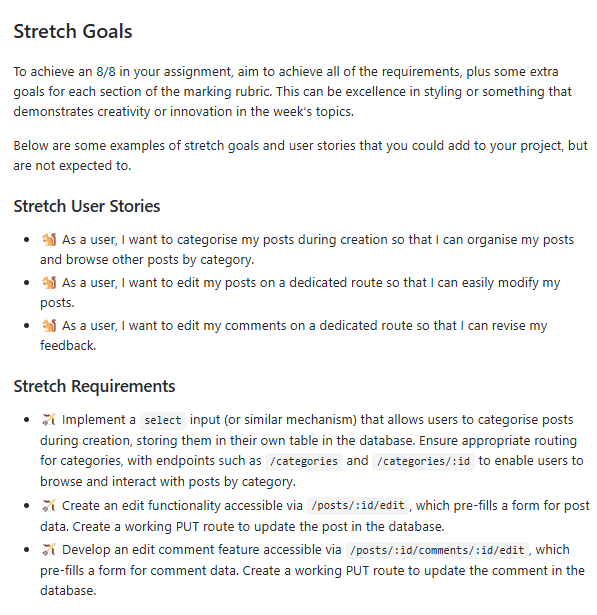 Stretch Goals
To achieve an 8/8 in your assignment, aim to achieve all of the requirements, plus some extra
goals for each section of the marking rubric. This can be excellence in styling or something that
demonstrates creativity or innovation in the week’s topics.
Below are some examples of stretch goals and user stories that you could add to your project, but
are not expected to.
Stretch User Stories
• 🐿️ As a user, I want to categorise my posts during creation so that I can organise my posts
and browse other posts by category.
• 🐿️ As a user, I want to edit my posts on a dedicated route so that I can easily modify my
posts.
• 🐿️ As a user, I want to edit my comments on a dedicated route so that I can revise my
feedback.
Stretch Requirements
• 🏹 Implement a select input (or similar mechanism) that allows users to categorise posts
during creation, storing them in their own table in the database. Ensure appropriate routing
for categories, with endpoints such as /categories and /categories/:id to enable users to
browse and interact with posts by category.
• 🏹 Create an edit functionality accessible via /posts/:id/edit, which pre-fills a form for post
data. Create a working PUT route to update the post in the database.
• 🏹 Develop an edit comment feature accessible via /posts/:id/comments/:id/edit, which
pre-fills a form for comment data. Create a working PUT route to update the comment in the
database.